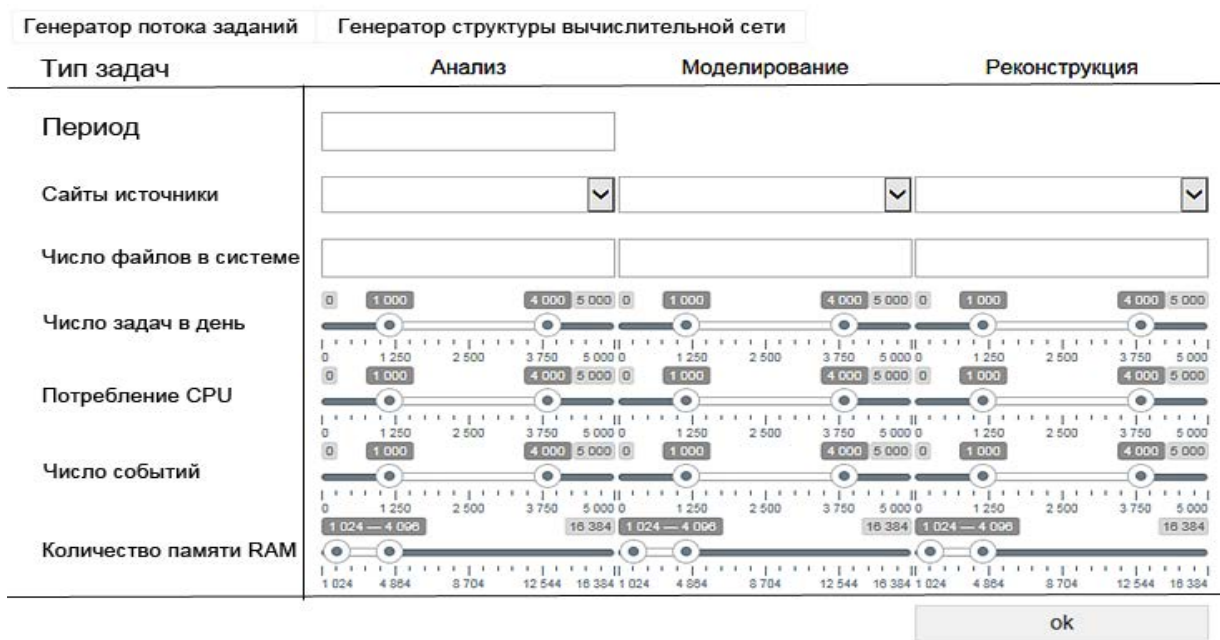 Генератор потока заданий Генератор структуры вычислительной сети
Тип задач Анализ Моделирование Реконструкция
Период
Сайты источники
Число файлов в системе
0 1 000 4 000 5 000 0 1 000 4 000 5 000 0 1 000 4 000 5 000
Число задач в день
0 1 250 2 500 3 750 5 000 0 1 250 2 500 3 750 5 000 0 1 250 2 500 3 750 5 000
0 1 000 4 000 5 000 0 1 000 4 000 5 000 0 1 000 4 000 5 000
Потребление CPU
0 1 250 2 500 3 750 5 000 0 1 250 2 500 3 750 5 000 0 1 250 2 500 3 750 5 000
0 1 000 4 000 5 000 0 1 000 4 000 5 000 0 1 000 4 000 5 000
Число событий
0 1 250 2 500 3 750 5 000 0 1 250 2 500 3 750 5 000 0 1 250 2 500 3 750 5 000
1 024 — 4 096 16 384 1 024 — 4 096 16 384 1 024 — 4 096 16 384
Количество памяти RAM
1 024 4 864 8 704 12 544 16 384 1 024 4 864 8 704 12 544 16 384 1 024 4 864 8 704 12 544 16 384
ok